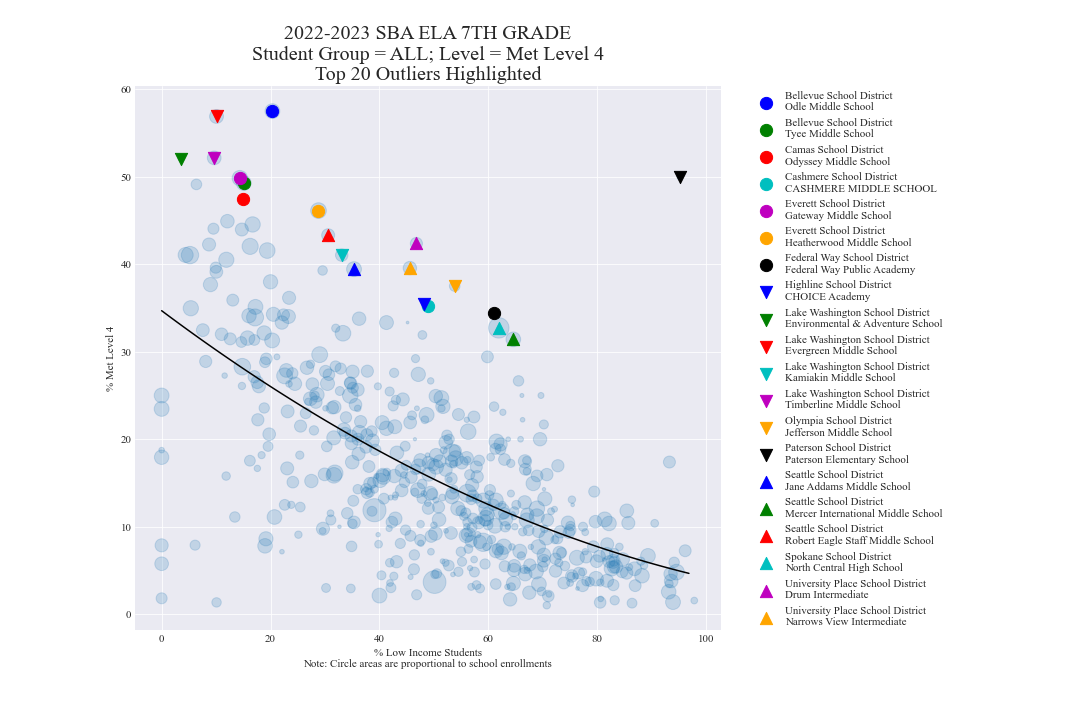 2022-2023 SBA ELA 7TH GRADE
Student Group = ALL; Level = Met Level 4
Top 20 Outliers Highlighted
% Met Level 4
60
50
40
30
20
10
0
0
20
40
60
80
100
% Low Income Students
Note: Circle areas are proportional to school enrollments
Bellevue School District
Odle Middle School
Bellevue School District
Tyee Middle School
Camas School District
Odyssey Middle School
Cashmere School District
CASHMERE MIDDLE SCHOOL
Everett School District
Gateway Middle School
Everett School District
Heatherwood Middle School
Federal Way School District
Federal Way Public Academy
Highline School District
CHOICE Academy
Lake Washington School District
Environmental & Adventure School
Lake Washington School District
Evergreen Middle School
Lake Washington School District
Kamiakin Middle School
Lake Washington School District
Timberline Middle School
Olympia School District
Jefferson Middle School
Paterson School District
Paterson Elementary School
Seattle School District
Jane Addams Middle School
Seattle School District
Mercer International Middle School
Seattle School District
Robert Eagle Staff Middle School
Spokane School District
North Central High School
University Place School District
Drum Intermediate
University Place School District
Narrows View Intermediate